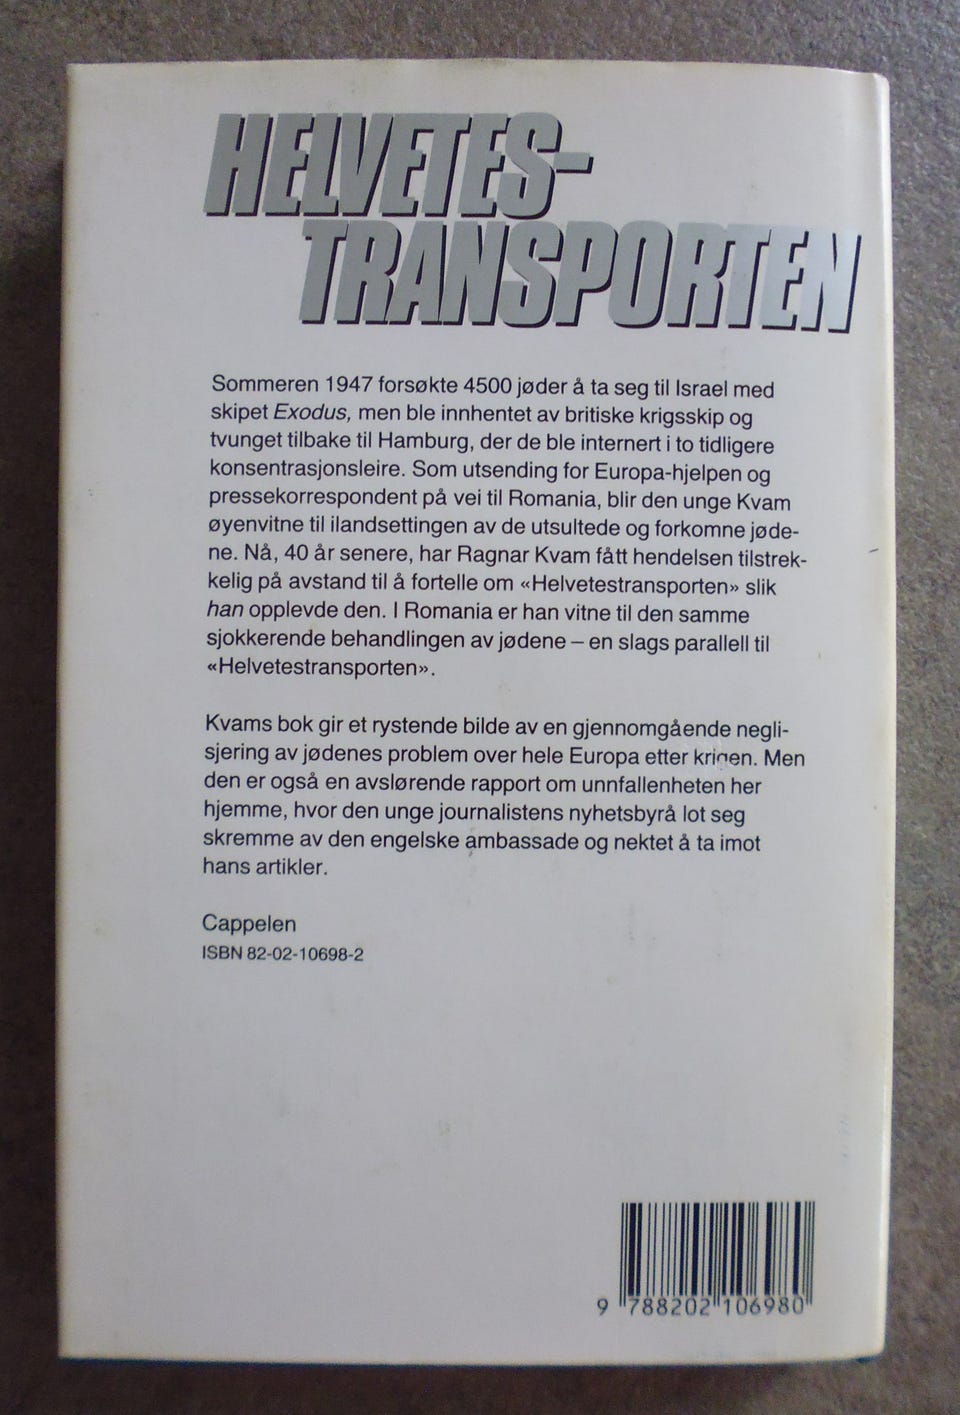 HELVETES-
TRANSPORTEN
Sommeren 1947 forsøkte 4500 jøder å ta seg til Israel med
skipet Exodus, men ble innhentet av britiske krigsskip og
tvunget tilbake til Hamburg, der de ble internert i to tidligere
konsentrasjonsleire. Som utsending for Europa-hjelpen og
pressekorrespondent på vei til Romania, blir den unge Kvam
øyenvitne til ilandsettingen av de utsultede og forkomne jøde-
ne. Nå, 40 år senere, har Ragnar Kvam fått hendelsen tilstrek-
kelig på avstand til å fortelle om «Helvetestransporten» slik
han opplevde den. I Romania er han vitne til den samme
sjokkerende behandlingen av jødene – en slags parallell til
«Helvetestransporten».
Kvams bok gir et rystende bilde av en gjennomgående negli-
sjering av jødenes problem over hele Europa etter krigen. Men
den er også en avslørende rapport om unnfallenheten her
hjemme, hvor den unge journalistens nyhetsbyrå lot seg
skremme av den engelske ambassade og nektet å ta imot
hans artikler.
Cappelen
ISBN 82-02-10698-2
9 788202 106980